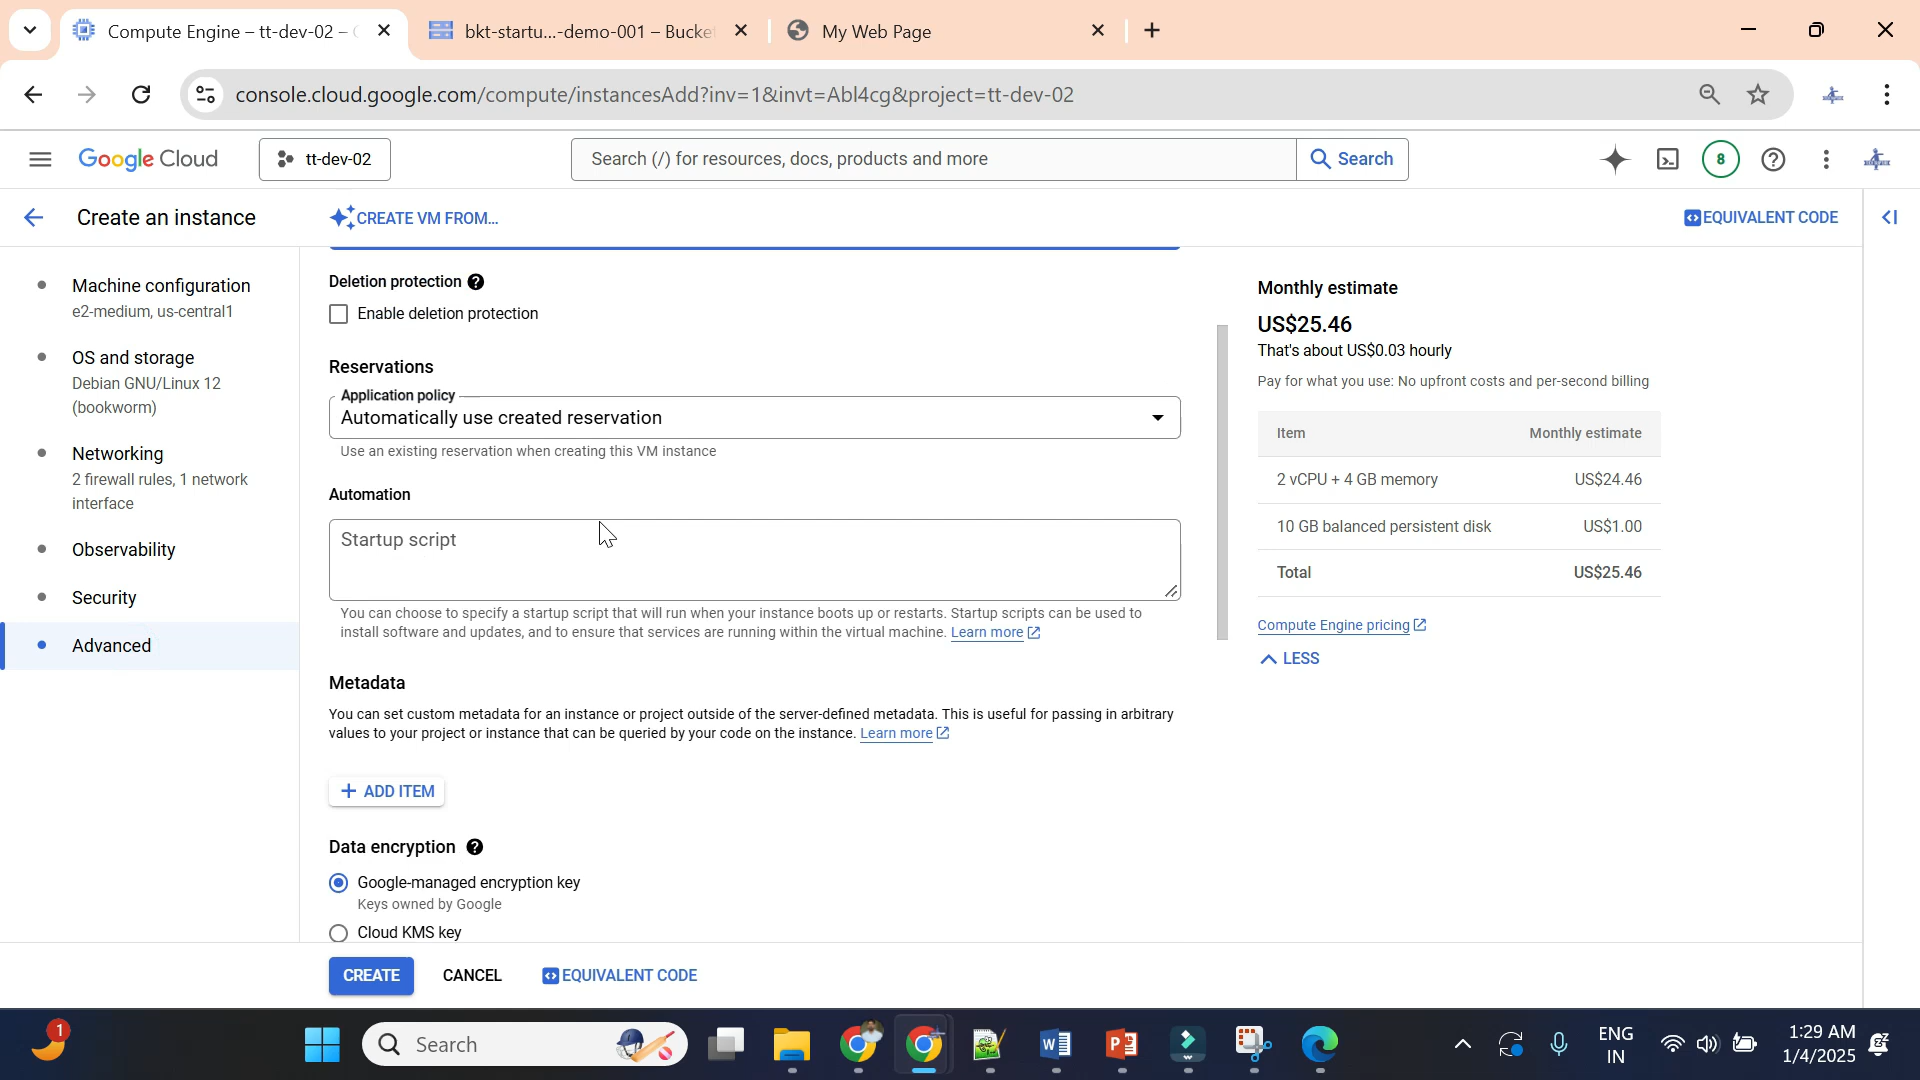 Compute Engine – tt-dev-02 –
bkt-startu...-demo-001 – Bucke
My Web Page
console.cloud.google.com/compute/instancesAdd?inv=1&invt=Abl4cg&project=tt-dev-02
Google Cloud
tt-dev-02
Search (/) for resources, docs, products and more
Search
8
Create an instance
CREATE VM FROM...
EQUIVALENT CODE
Machine configuration
e2-medium, us-central1
OS and storage
Debian GNU/Linux 12
(bookworm)
Networking
2 firewall rules, 1 network
interface
Observability
Security
Advanced
Deletion protection
Enable deletion protection
Reservations
Application policy
Automatically use created reservation
Use an existing reservation when creating this VM instance
Automation
Startup script
You can choose to specify a startup script that will run when your instance boots up or restarts. Startup scripts can be used to
install software and updates, and to ensure that services are running within the virtual machine. Learn more
Metadata
You can set custom metadata for an instance or project outside of the server-defined metadata. This is useful for passing in arbitrary
values to your project or instance that can be queried by your code on the instance. Learn more
+ ADD ITEM
Data encryption
Google-managed encryption key
Keys owned by Google
Cloud KMS key
Monthly estimate
US$25.46
That's about US$0.03 hourly
Pay for what you use: No upfront costs and per-second billing
Item Monthly estimate
2 vCPU + 4 GB memory US$24.46
10 GB balanced persistent disk US$1.00
Total US$25.46
Compute Engine pricing
LESS
CREATE
CANCEL
EQUIVALENT CODE
1
Search
ENG
IN
1:29 AM
1/4/2025